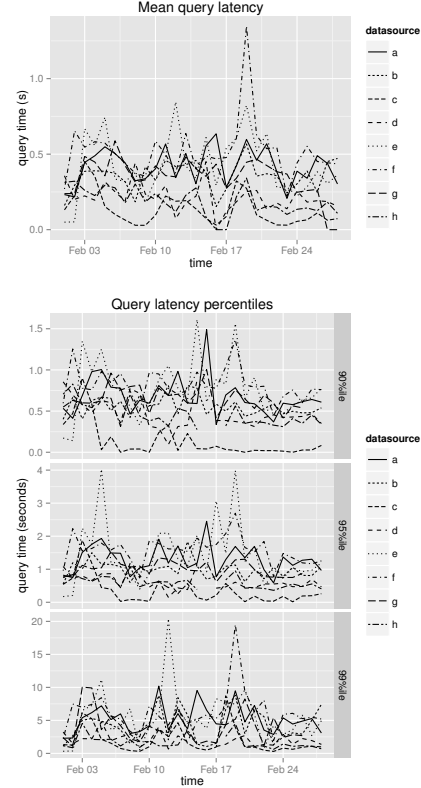 Mean query latency
query time (s)
1.0
0.5
0.0
Feb 03
Feb 10
Feb 17
Feb 24
time
datasource
a
b
c
d
e
f
g
h
Query latency percentiles
query time (seconds)
1.5
1.0
0.5
0.0
90%ile
4
3
2
1
0
95%ile
20
15
10
5
0
99%ile
Feb 03
Feb 10
Feb 17
Feb 24
time
datasource
a
b
c
d
e
f
g
h